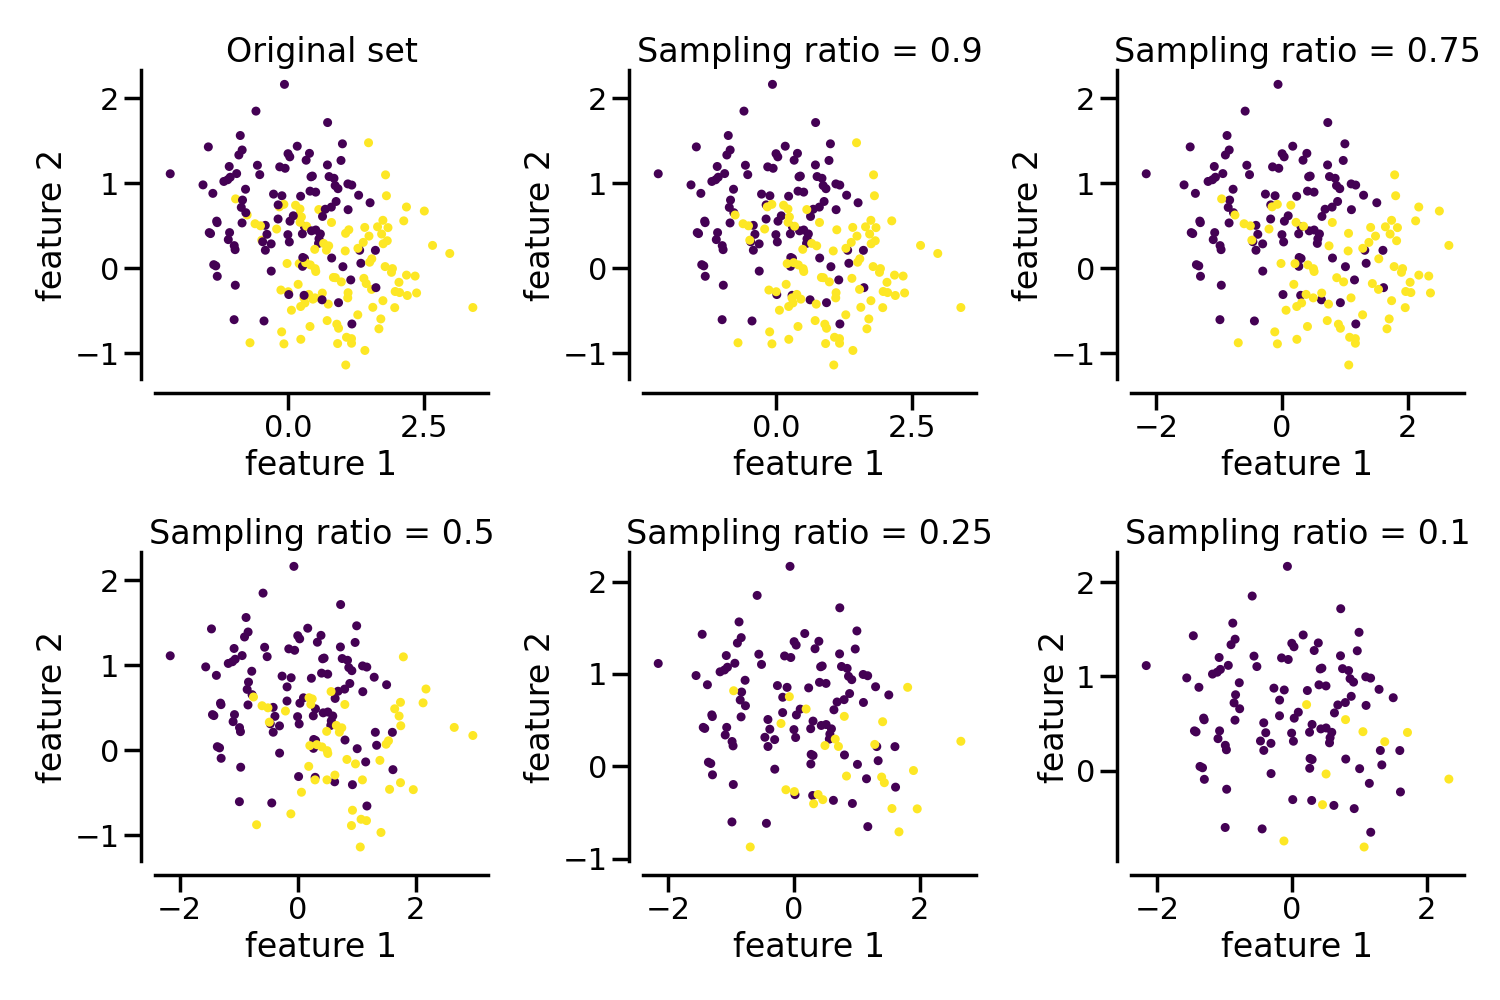 Original set
2
1
0
−1
feature 2
0.0 2.5
feature 1
Sampling ratio = 0.9
2
1
0
−1
feature 2
0.0 2.5
feature 1
Sampling ratio = 0.75
2
1
0
−1
feature 2
−2 0 2
feature 1
Sampling ratio = 0.5
2
1
0
−1
feature 2
−2 0 2
feature 1
Sampling ratio = 0.25
2
1
0
−1
feature 2
−2 0 2
feature 1
Sampling ratio = 0.1
2
1
0
feature 2
−2 0 2
feature 1